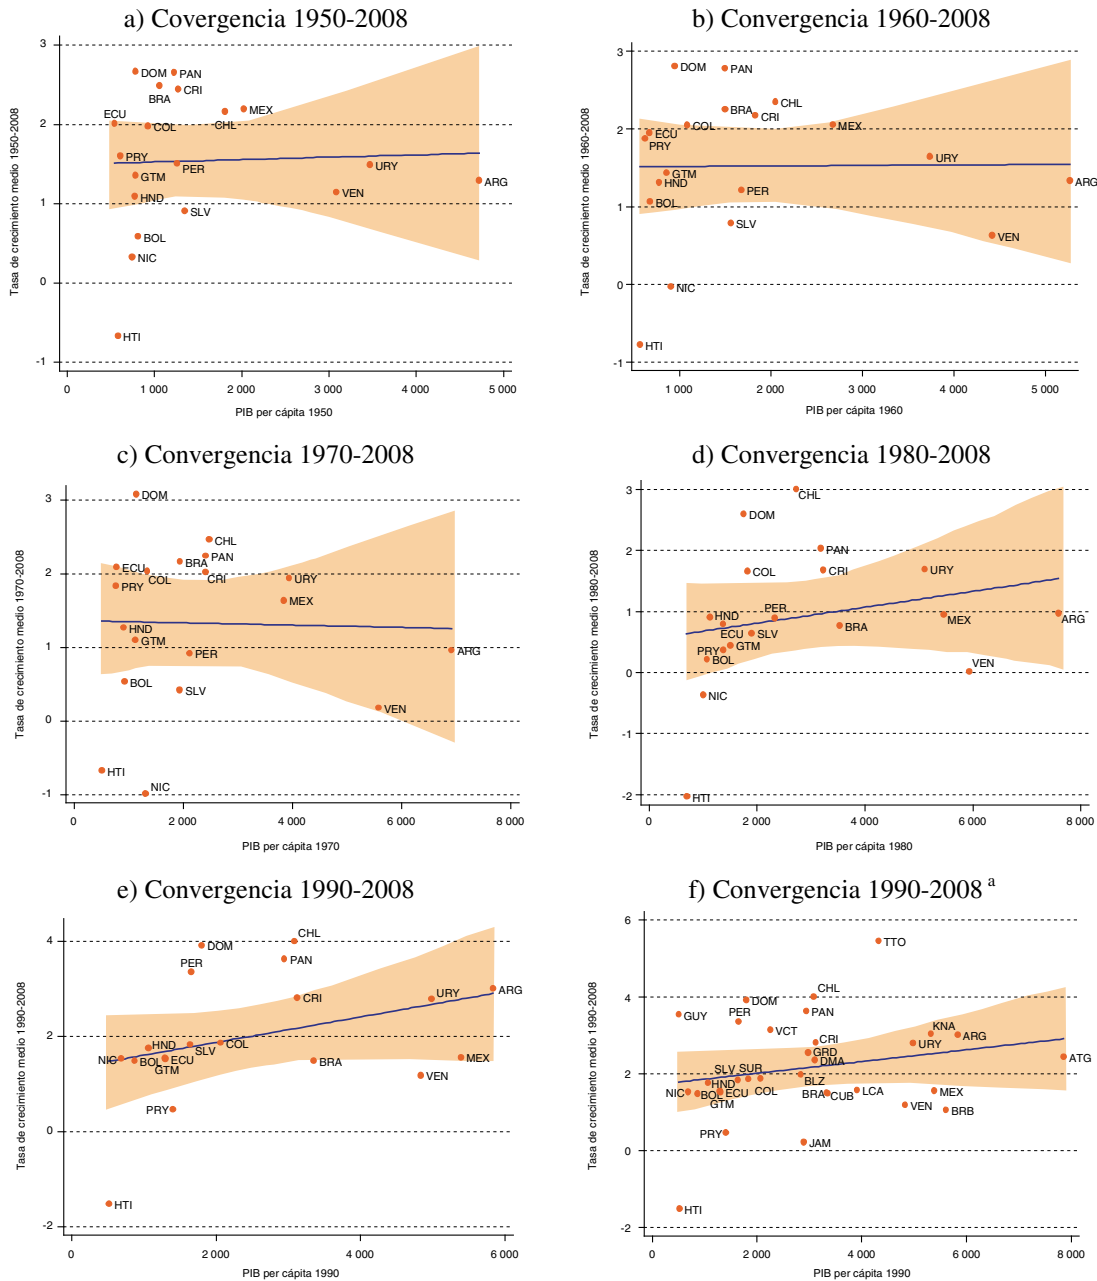 a) Covergencia 1950-2008
Tasa de crecimiento medio 1950-2008
3
2
1
0
-1
DOM
PAN
BRA
CRI
MEX
CHL
ECU
COL
PRY
PER
GTM
HND
SLV
URY
VEN
ARG
BOL
NIC
HTI
0 1 000 2 000 3 000 4 000 5 000
PIB per cápita 1950
b) Convergencia 1960-2008
Tasa de crecimiento medio 1960-2008
3
2
1
0
-1
DOM
PAN
CHL
BRA
CRI
MEX
COL
ECU
PRY
URY
GTM
HND
PER
ARG
BOL
SLV
VEN
NIC
HTI
1 000 2 000 3 000 4 000 5 000
PIB per cápita 1960
c) Convergencia 1970-2008
Tasa de crecimiento medio 1970-2008
3
2
1
0
-1
DOM
CHL
PAN
BRA
ECU
COL
CRI
URY
PRY
MEX
HND
GTM
PER
ARG
BOL
SLV
VEN
HTI
NIC
0 2 000 4 000 6 000 8 000
PIB per cápita 1970
d) Convergencia 1980-2008
Tasa de crecimiento medio 1980-2008
3
2
1
0
-1
-2
CHL
DOM
PAN
COL
CRI
URY
HND
PER
MEX
ARG
ECU
SLV
BRA
PRY
GTM
BOL
VEN
NIC
HTI
0 2 000 4 000 6 000 8 000
PIB per cápita 1980
e) Convergencia 1990-2008
Tasa de crecimiento medio 1990-2008
4
2
0
-2
CHL
DOM
PAN
PER
CRI
URY
ARG
HND
SLV
COL
NIC
BOL
ECU
GTM
BRA
MEX
VEN
PRY
HTI
0 2 000 4 000 6 000
PIB per cápita 1990
f) Convergencia 1990-2008 a
Tasa de crecimiento medio 1990-2008
6
4
2
0
-2
TTO
CHL
DOM
PAN
GUY
PER
VCT
KNA
ARG
CRI
URY
GRD
DMA
ATG
SLV
SUR
HND
BLZ
NIC
BOL
ECU
COL
BRA
CUB
LCA
MEX
GTM
VEN
BRB
PRY
JAM
HTI
0 2 000 4 000 6 000 8 000
PIB per cápita 1990